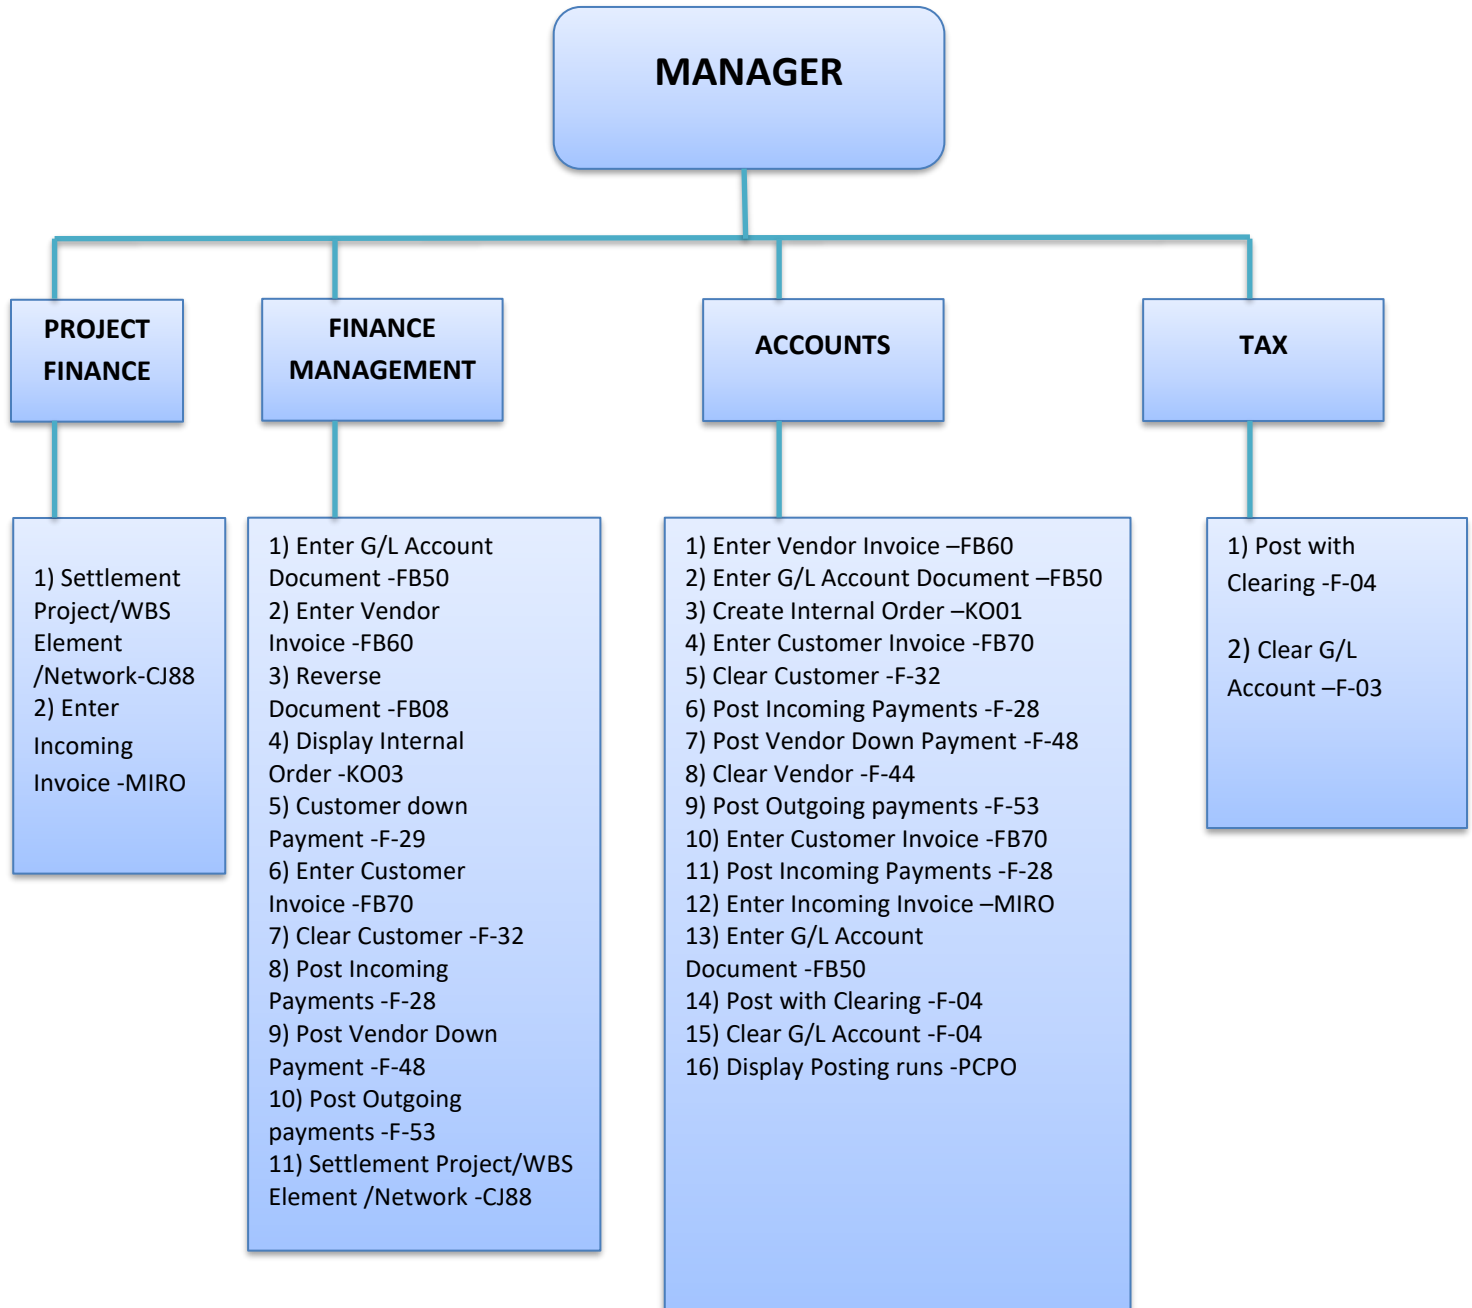 MANAGER
PROJECT
FINANCE
FINANCE
MANAGEMENT
ACCOUNTS
TAX
1) Settlement
Project/WBS
Element
/Network-CJ88
2) Enter
Incoming
Invoice -MIRO
1) Enter G/L Account
Document -FB50
2) Enter Vendor
Invoice -FB60
3) Reverse
Document -FB08
4) Display Internal
Order -KO03
5) Customer down
Payment -F-29
6) Enter Customer
Invoice -FB70
7) Clear Customer -F-32
8) Post Incoming
Payments -F-28
9) Post Vendor Down
Payment -F-48
10) Post Outgoing
payments -F-53
11) Settlement Project/WBS
Element /Network -CJ88
1) Enter Vendor Invoice –FB60
2) Enter G/L Account Document –FB50
3) Create Internal Order –KO01
4) Enter Customer Invoice -FB70
5) Clear Customer -F-32
6) Post Incoming Payments -F-28
7) Post Vendor Down Payment -F-48
8) Clear Vendor -F-44
9) Post Outgoing payments -F-53
10) Enter Customer Invoice -FB70
11) Post Incoming Payments -F-28
12) Enter Incoming Invoice –MIRO
13) Enter G/L Account
Document -FB50
14) Post with Clearing -F-04
15) Clear G/L Account -F-04
16) Display Posting runs -PCPO
1) Post with
Clearing -F-04
2) Clear G/L
Account –F-03